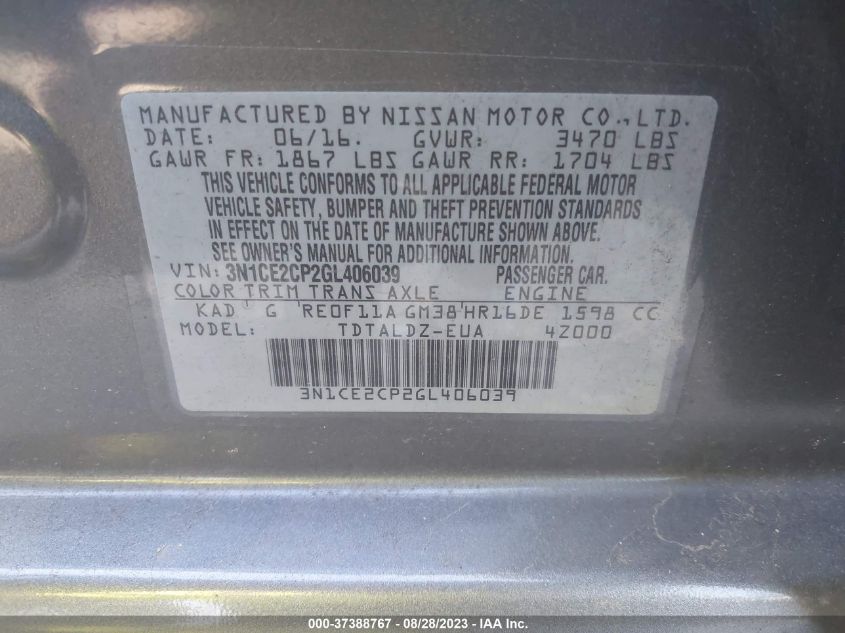 MANUFACTURED BY NISSAN MOTOR CO., LTD.
DATE: 06/16. GVWR: 3470 LBS
GAWR FR: 1867 LBS GAWR RR: 1704 LBS
THIS VEHICLE CONFORMS TO ALL APPLICABLE FEDERAL MOTOR
VEHICLE SAFETY, BUMPER AND THEFT PREVENTION STANDARDS
IN EFFECT ON THE DATE OF MANUFACTURE SHOWN ABOVE.
SEE OWNER'S MANUAL FOR ADDITIONAL INFORMATION.
VIN: 3N1CE2CP2GL406039 PASSENGER CAR.
COLOR TRIM TRANS AXLE ENGINE
KAD G RE0F11A GM38 HR16DE 1598 CC
MODEL: TDTALDZ-EUA 4Z000
3N1CE2CP2GL406039
000-37388767 - 08/28/2023 - IAA Inc.